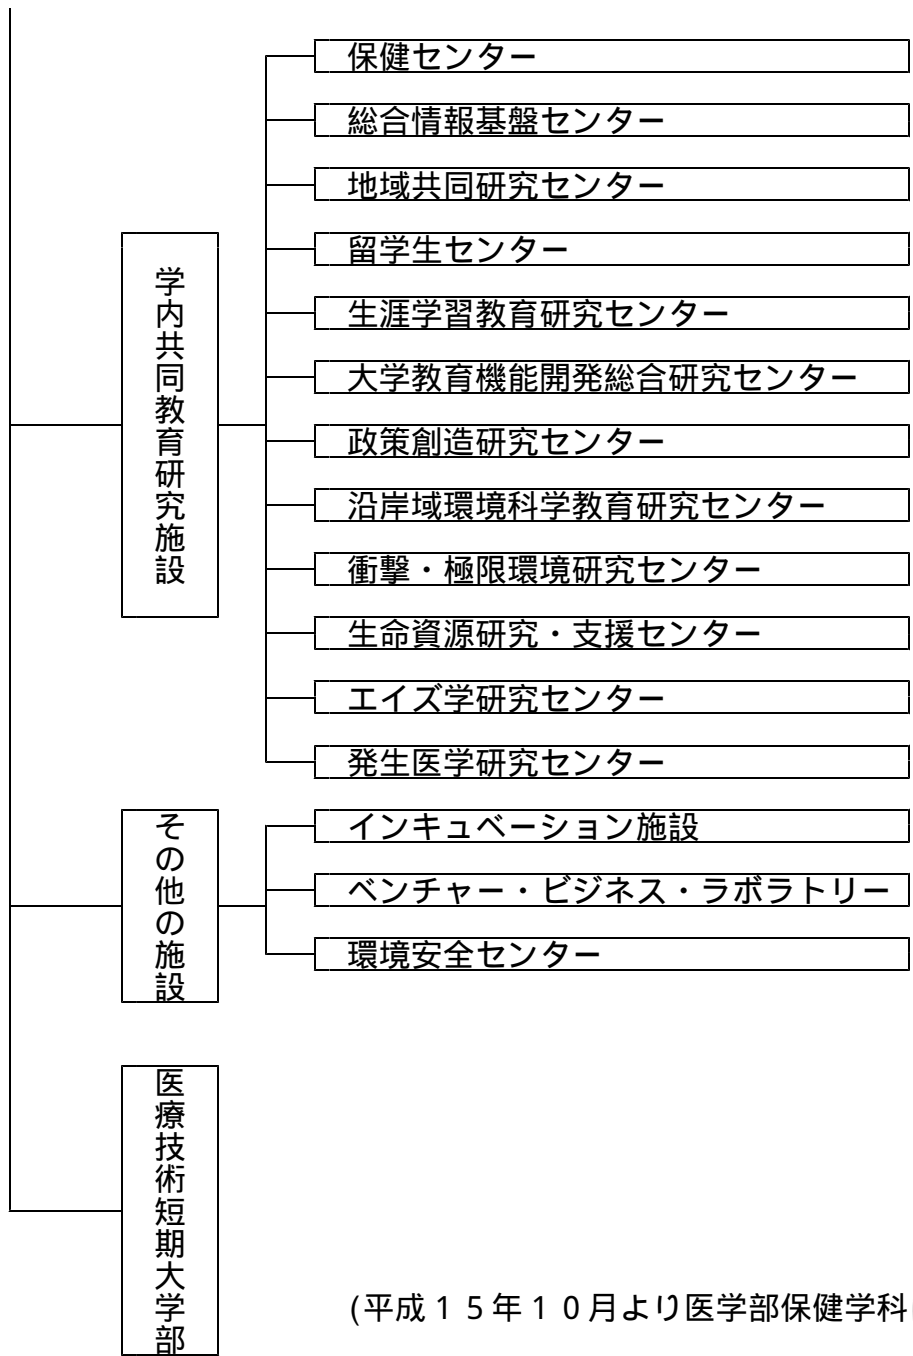 保健センター
総合情報基盤センター
地域共同研究センター
留学生センター
生涯学習教育研究センター
大学教育機能開発総合研究センター
学内共同教育研究施設
政策創造研究センター
沿岸域環境科学教育研究センター
衝撃・極限環境研究センター
生命資源研究・支援センター
エイズ学研究センター
発生医学研究センター
その他の施設
インキュベーション施設
ベンチャー・ビジネス・ラボラトリー
環境安全センター
医療技術短期大学部
(平成１５年１０月より医学部保健学科